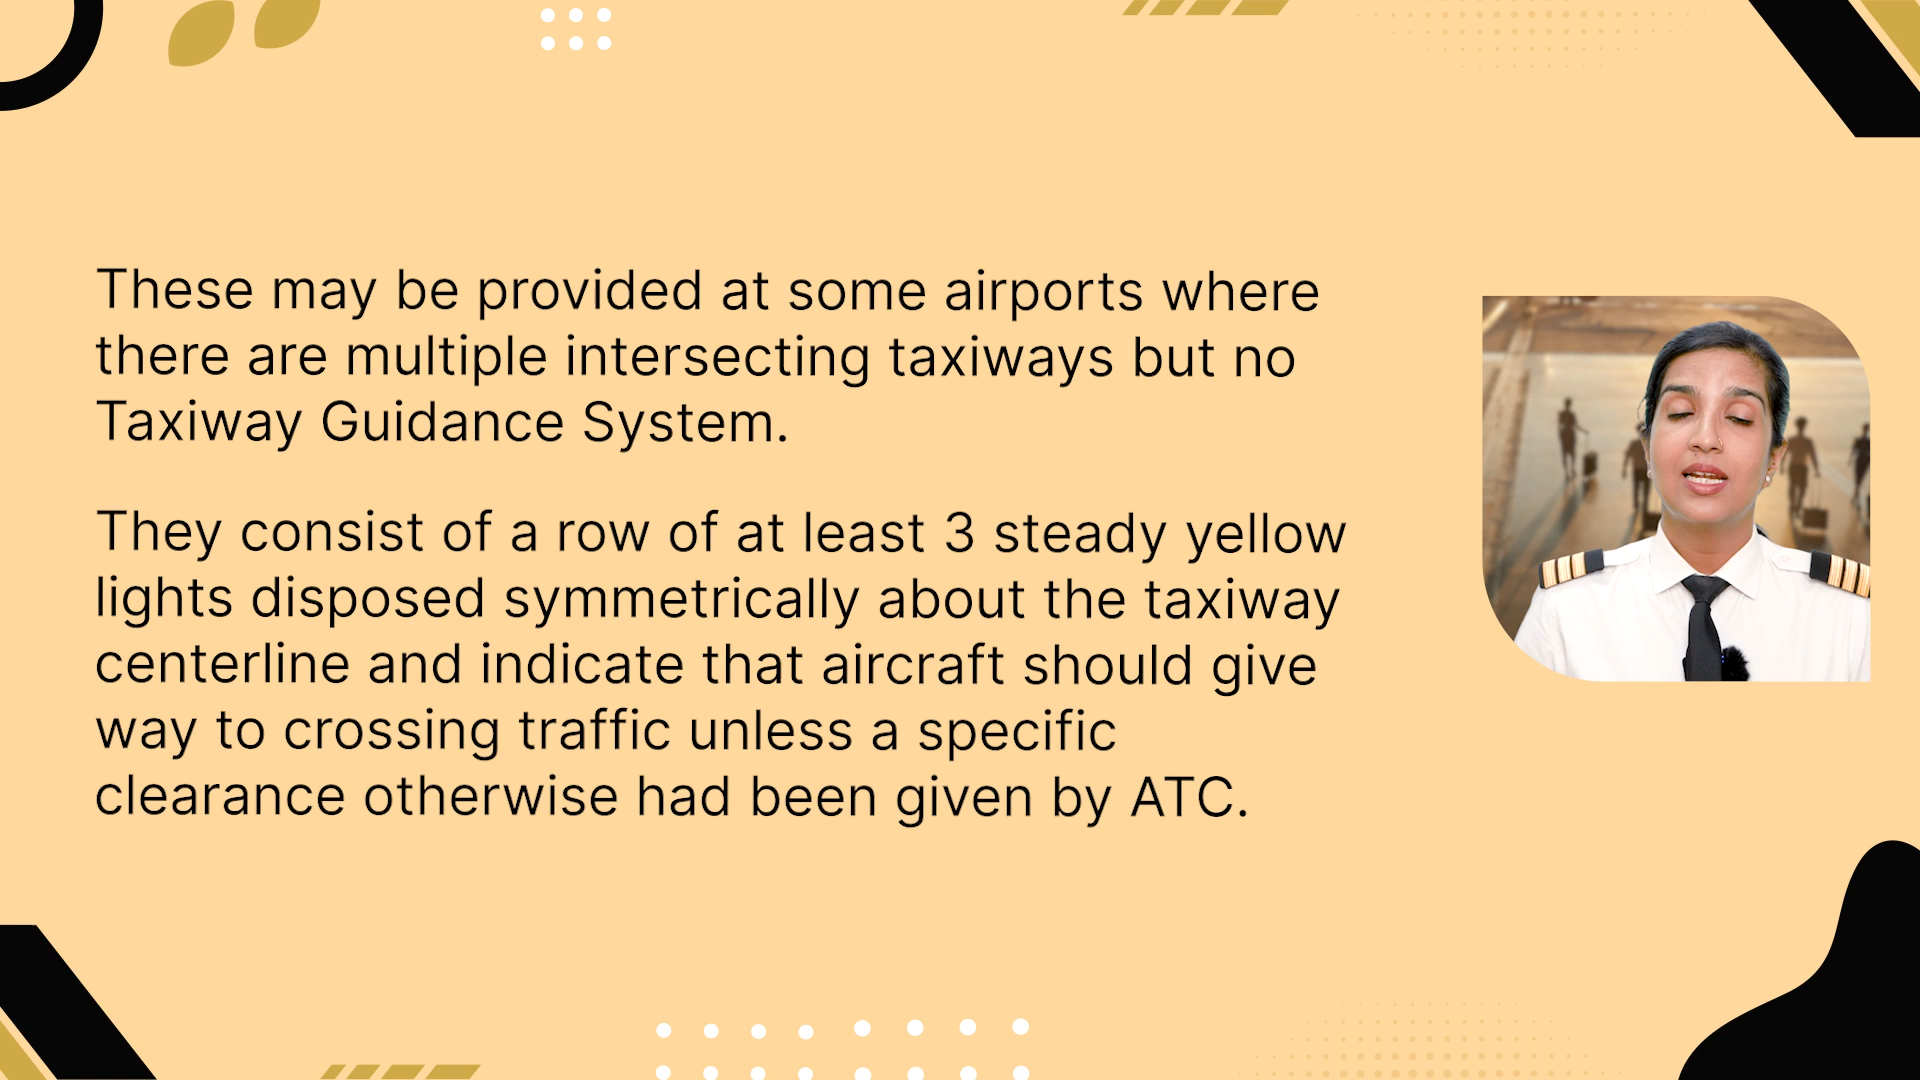 These may be provided at some airports where
there are multiple intersecting taxiways but no
Taxiway Guidance System.
They consist of a row of at least 3 steady yellow
lights disposed symmetrically about the taxiway
centerline and indicate that aircraft should give
way to crossing traffic unless a specific
clearance otherwise had been given by ATC.